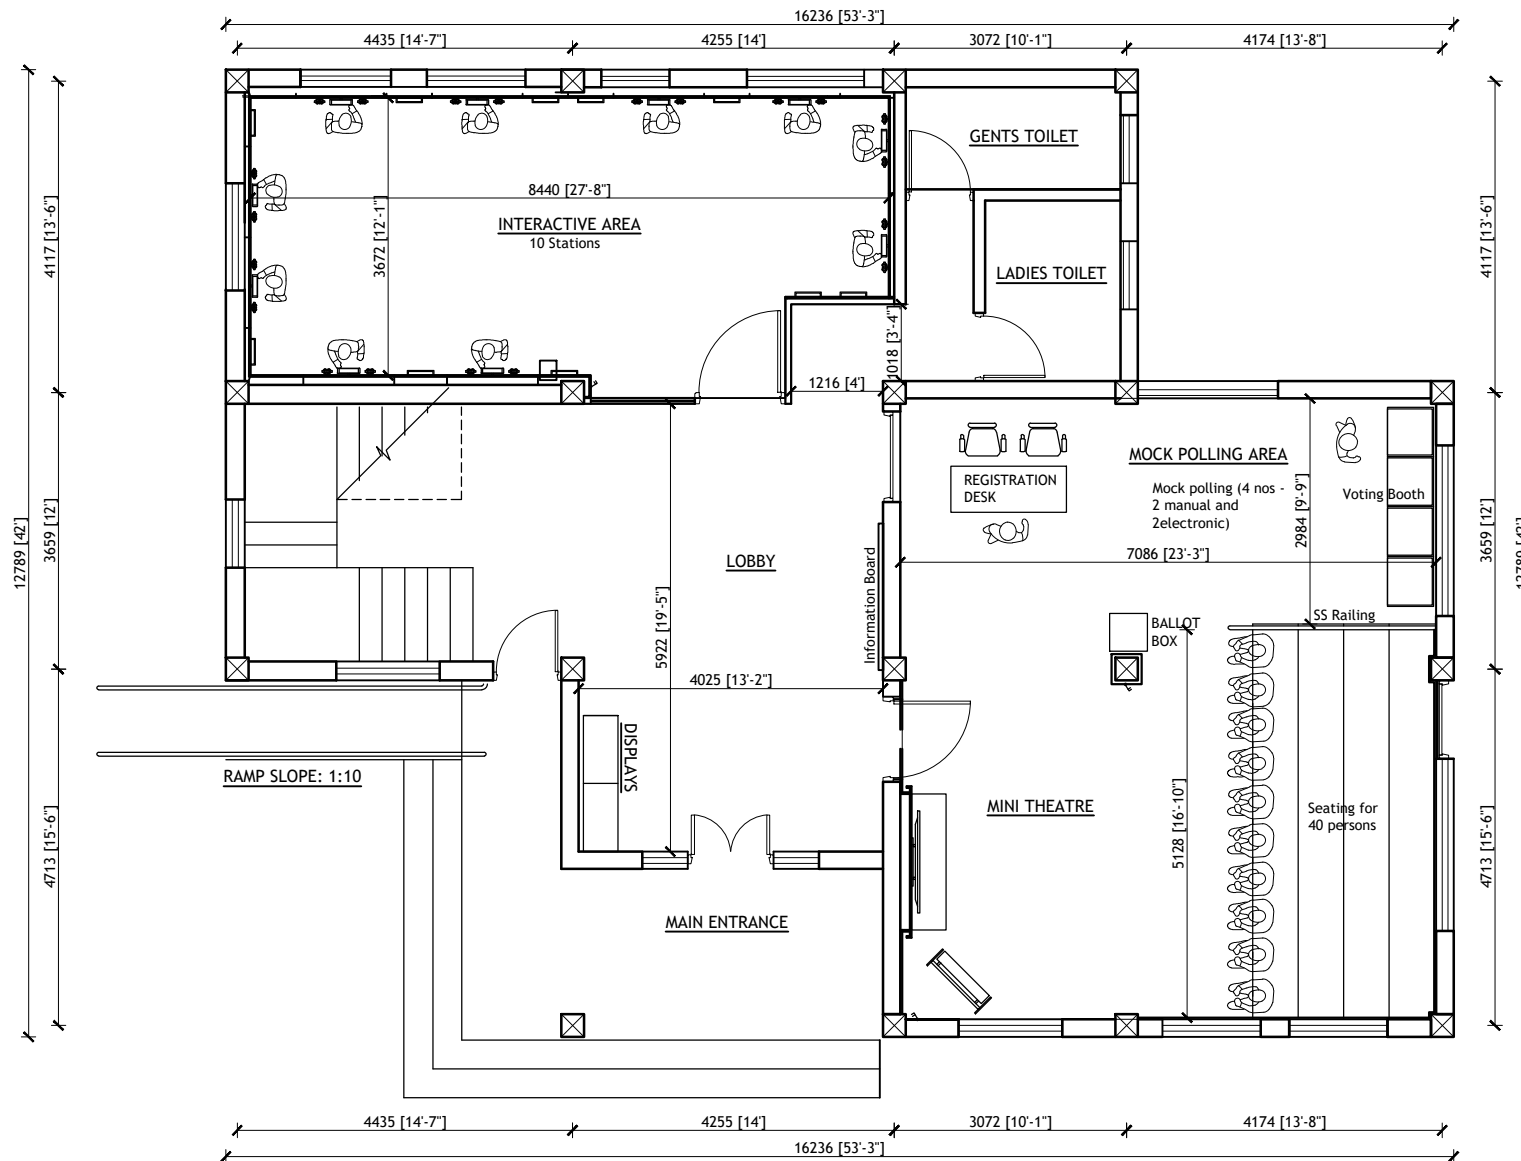 16236 [53'-3"]
4435 [14'-7"]
4255 [14']
3072 [10'-1"]
4174 [13'-8"]
12789 [42']
4117 [13'-6"]
3659 [12']
4713 [15'-6"]
GENTS TOILET
8440 [27'-8"]
3672 [12'-1"]
INTERACTIVE AREA
10 Stations
LADIES TOILET
1018 [3'-4"]
1216 [4']
MOCK POLLING AREA
REGISTRATION
DESK
Mock polling (4 nos -
2 manual and
2electronic)
Voting Booth
2984 [9'-9"]
7086 [23'-3"]
LOBBY
Information Board
5922 [19'-5"]
4025 [13'-2"]
SS Railing
BALLOT
BOX
DISPLAYS
RAMP SLOPE: 1:10
MINI THEATRE
5128 [16'-10"]
Seating for
40 persons
MAIN ENTRANCE
4117 [13'-6"]
3659 [12']
4713 [15'-6"]
4435 [14'-7"]
4255 [14']
3072 [10'-1"]
4174 [13'-8"]
16236 [53'-3"]